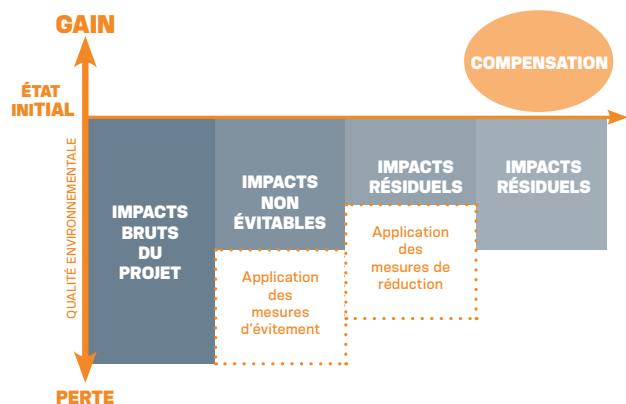 GAIN
COMPENSATION
ÉTAT
INITIAL
QUALITÉ ENVIRONNEMENTALE
IMPACTS
BRUTS
DU
PROJET
IMPACTS
NON
ÉVITABLES
Application
des
mesures
d'évitement
IMPACTS
RÉSIDUELS
Application
des
mesures de
réduction
IMPACTS
RÉSIDUELS
PERTE